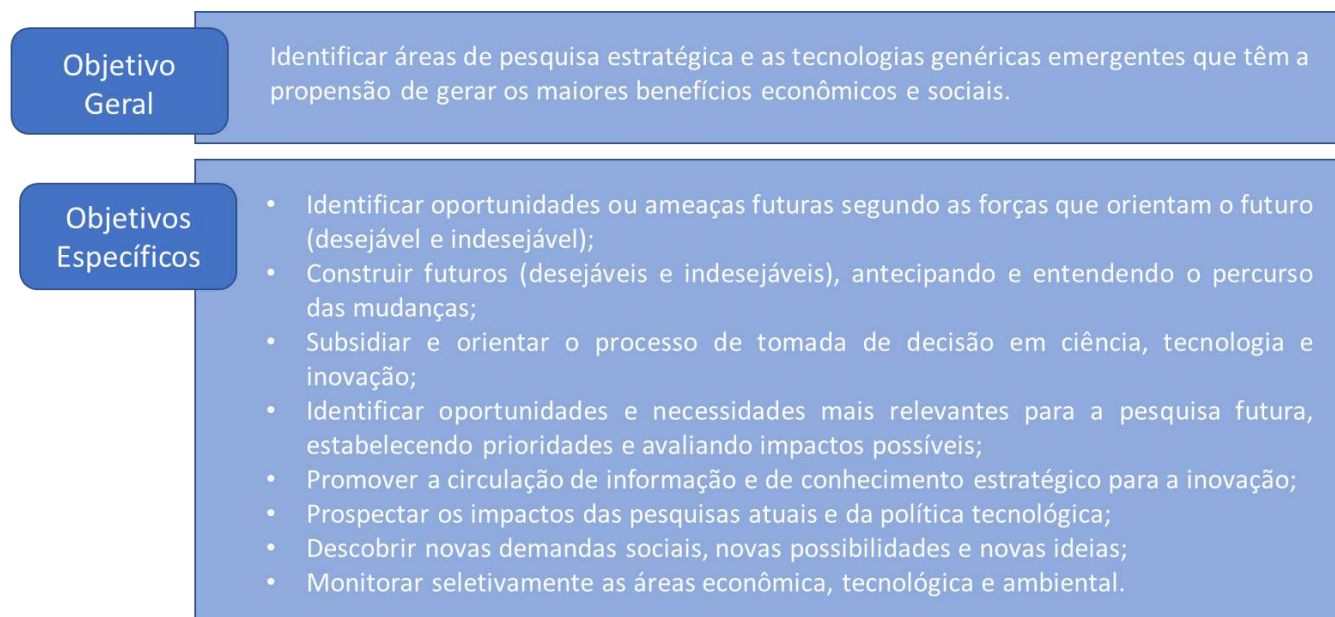 Objetivo
Geral
Identificar áreas de pesquisa estratégica e as tecnologias genéricas emergentes que têm a
propensão de gerar os maiores benefícios econômicos e sociais.
Objetivos
Específicos
• Identificar oportunidades ou ameaças futuras segundo as forças que orientam o futuro
(desejável e indesejável);
• Construir futuros (desejáveis e indesejáveis), antecipando e entendendo o percurso
das mudanças;
• Subsidiar e orientar o processo de tomada de decisão em ciência, tecnologia e
inovação;
• Identificar oportunidades e necessidades mais relevantes para a pesquisa futura,
estabelecendo prioridades e avaliando impactos possíveis;
• Promover a circulação de informação e de conhecimento estratégico para a inovação;
• Prospectar os impactos das pesquisas atuais e da política tecnológica;
• Descobrir novas demandas sociais, novas possibilidades e novas ideias;
• Monitorar seletivamente as áreas econômica, tecnológica e ambiental.